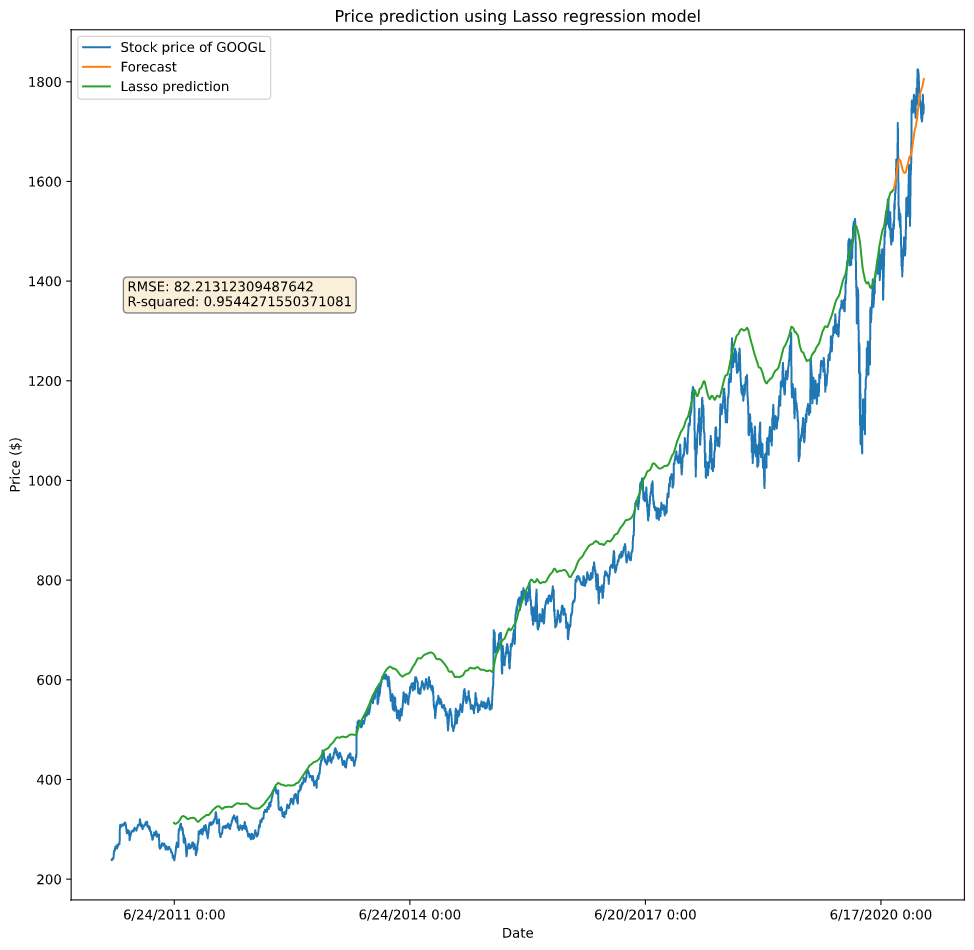 Price prediction using Lasso regression model
Stock price of GOOGL
Forecast
Lasso prediction
1800
1600
1400
RMSE: 82.21312309487642
R-squared: 0.9544271550371081
1200
1000
800
600
400
200
Price ($)
6/24/2011 0:00 6/24/2014 0:00 6/20/2017 0:00 6/17/2020 0:00
Date